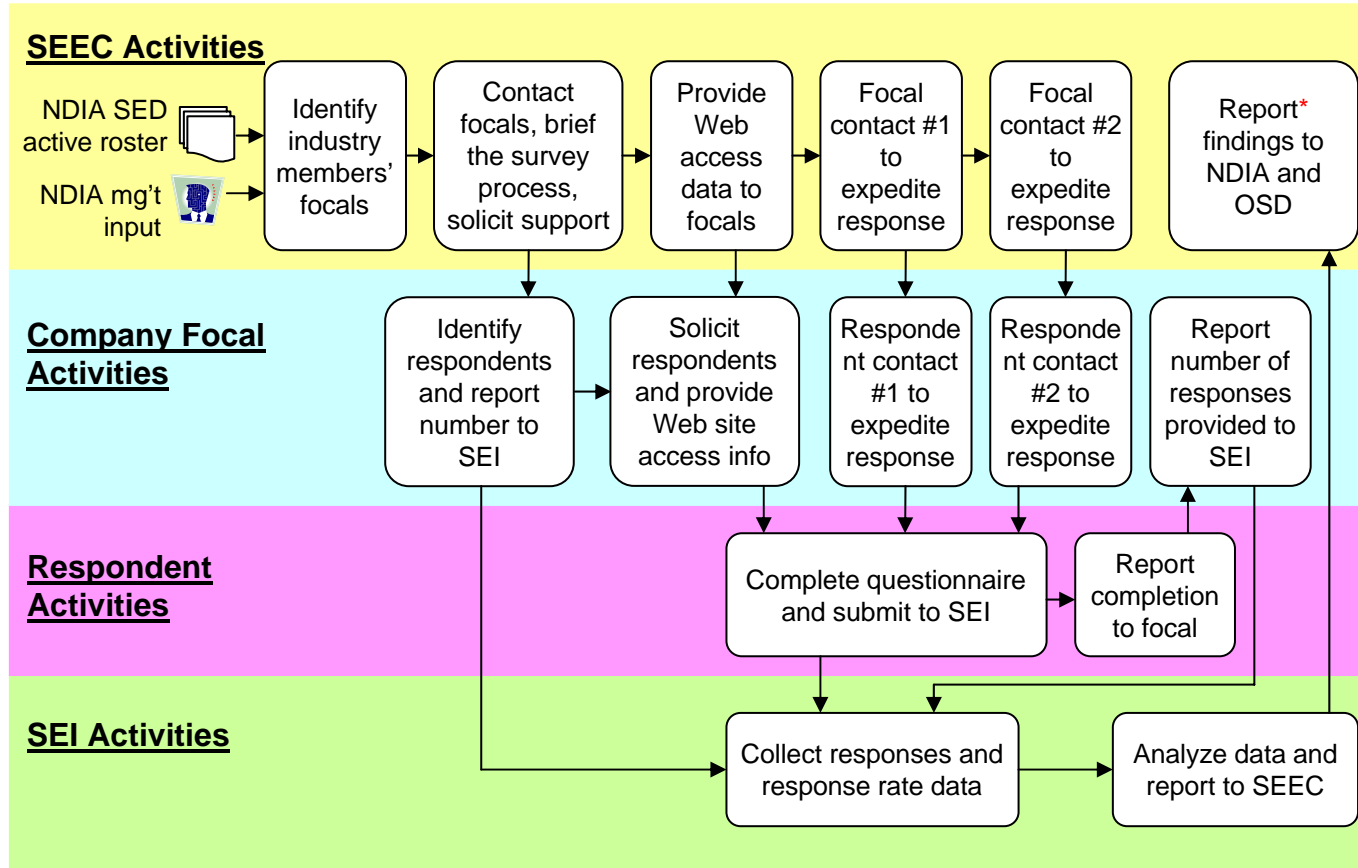 SEEC Activities
NDIA SED
active roster
NDIA mg't
input
Identify
industry
members'
focals
Contact
focals, brief
the survey
process,
solicit support
Provide
Web
access
data to
focals
Focal
contact #1
to
expedite
response
Focal
contact #2
to
expedite
response
Report*
findings to
NDIA and
OSD
Company Focal
Activities
Identify
respondents
and report
number to
SEI
Solicit
respondents
and provide
Web site
access info
Responde
nt contact
#1 to
expedite
response
Responde
nt contact
#2 to
expedite
response
Report
number of
responses
provided to
SEI
Respondent
Activities
Complete questionnaire
and submit to SEI
Report
completion
to focal
SEI Activities
Collect responses and
response rate data
Analyze data and
report to SEEC